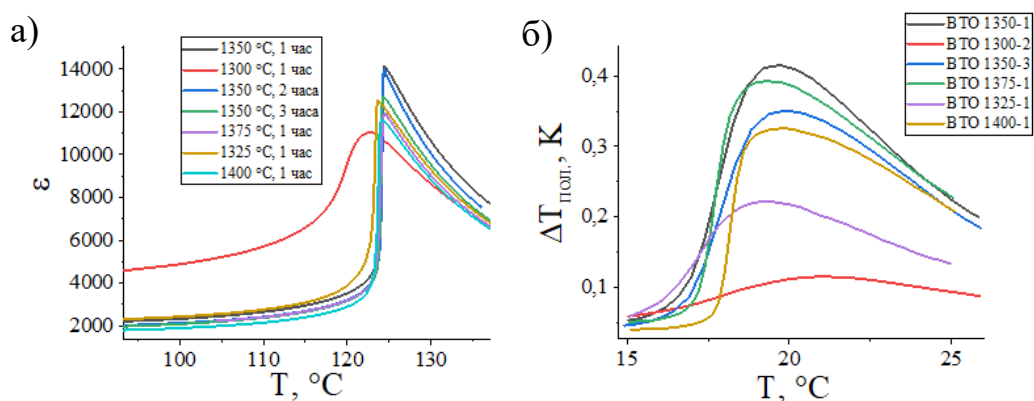 а)
14000
12000
10000
8000
6000
4000
2000
ε
1350 °C, 1 час
1300 °C, 1 час
1350 °C, 2 часа
1350 °C, 3 часа
1375 °C, 1 час
1325 °C, 1 час
1400 °C, 1 час
100
110
120
130
T, °C
б)
0,4
0,3
0,2
0,1
ΔTпол., K
BTO 1350-1
BTO 1300-2
BTO 1350-3
BTO 1375-1
BTO 1325-1
BTO 1400-1
15
20
25
T, °C